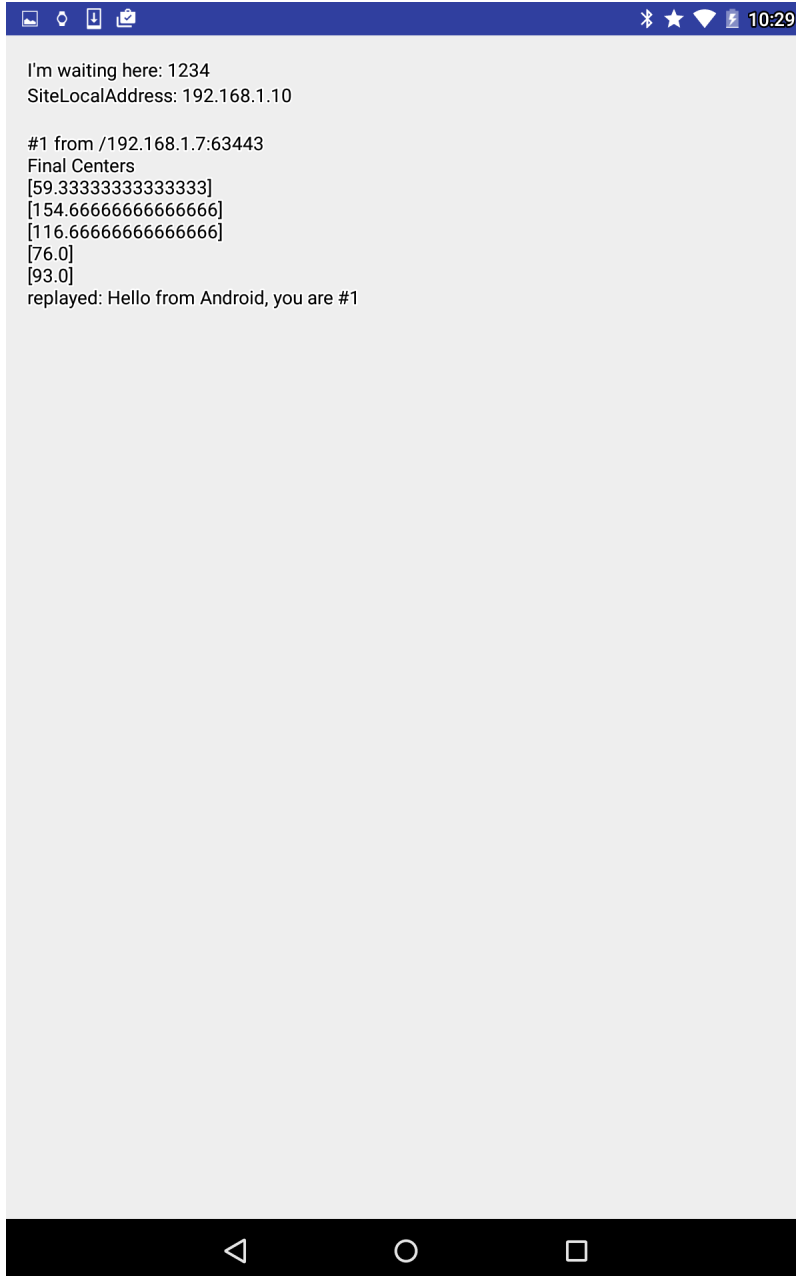 10:29
I'm waiting here: 1234
SiteLocalAddress: 192.168.1.10
#1 from /192.168.1.7:63443
Final Centers
[59.33333333333333]
[154.66666666666666]
[116.66666666666666]
[76.0]
[93.0]
replayed: Hello from Android, you are #1